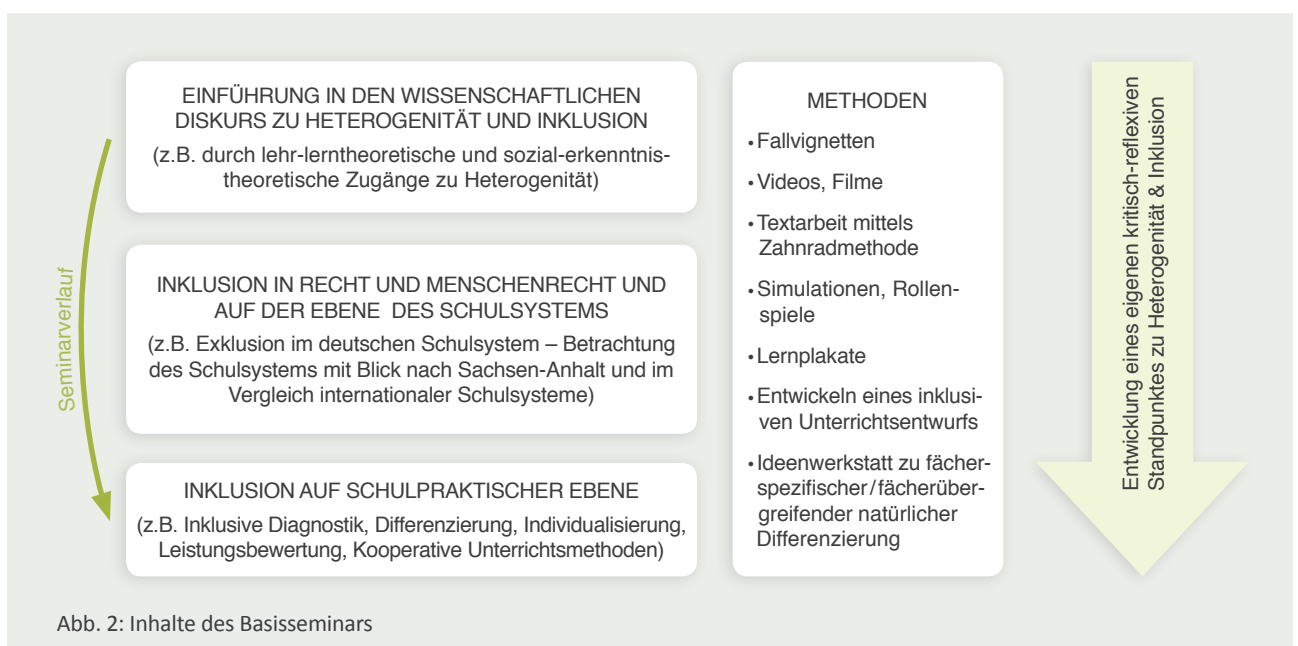 Seminarverlauf
EINFÜHRUNG IN DEN WISSENSCHAFTLICHEN
DISKURS ZU HETEROGENITÄT UND INKLUSION
(z.B. durch lehr-lerntheoretische und sozial-erkenntnis-
theoretische Zugänge zu Heterogenität)
INKLUSION IN RECHT UND MENSCHENRECHT UND
AUF DER EBENE DES SCHULSYSTEMS
(z.B. Exklusion im deutschen Schulsystem – Betrachtung
des Schulsystems mit Blick nach Sachsen-Anhalt und im
Vergleich internationaler Schulsysteme)
INKLUSION AUF SCHULPRAKTISCHER EBENE
(z.B. Inklusive Diagnostik, Differenzierung, Individualisierung,
Leistungsbewertung, Kooperative Unterrichtsmethoden)
METHODEN
• Fallvignetten
• Videos, Filme
• Textarbeit mittels
Zahnradmethode
• Simulationen, Rollen-
spiele
• Lernplakate
• Entwickeln eines inklusi-
ven Unterrichtsentwurfs
• Ideenwerkstatt zu fächer-
spezifischer/fächerüber-
greifender natürlicher
Differenzierung
Entwicklung eines eigenen kritisch-reflexiven
Standpunktes zu Heterogenität & Inklusion
Abb. 2: Inhalte des Basisseminars